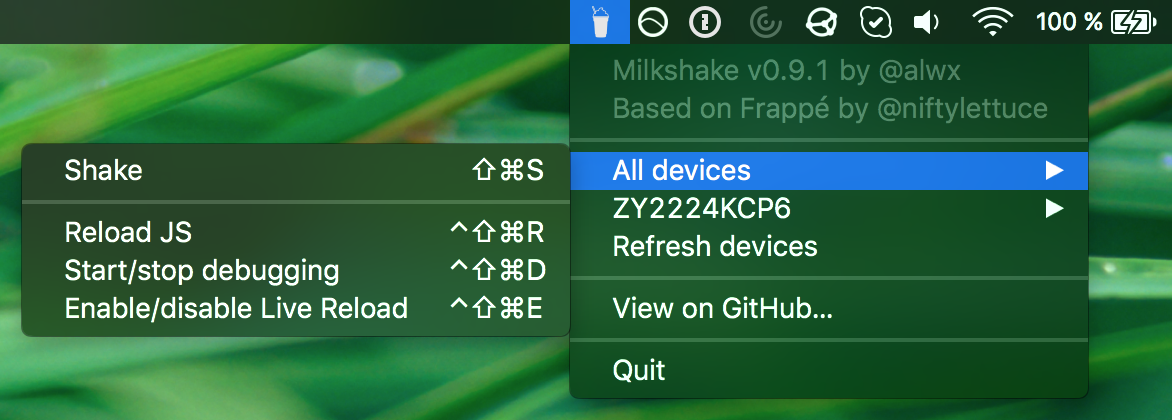 100 %
Milkshake v0.9.1 by @alwx
Based on Frappé by @niftylettuce
All devices ▶
ZY2224KCP6 ▶
Refresh devices
View on GitHub...
Quit
Shake ⇧⌘S
Reload JS ^⇧⌘R
Start/stop debugging ^⇧⌘D
Enable/disable Live Reload ^⇧⌘E